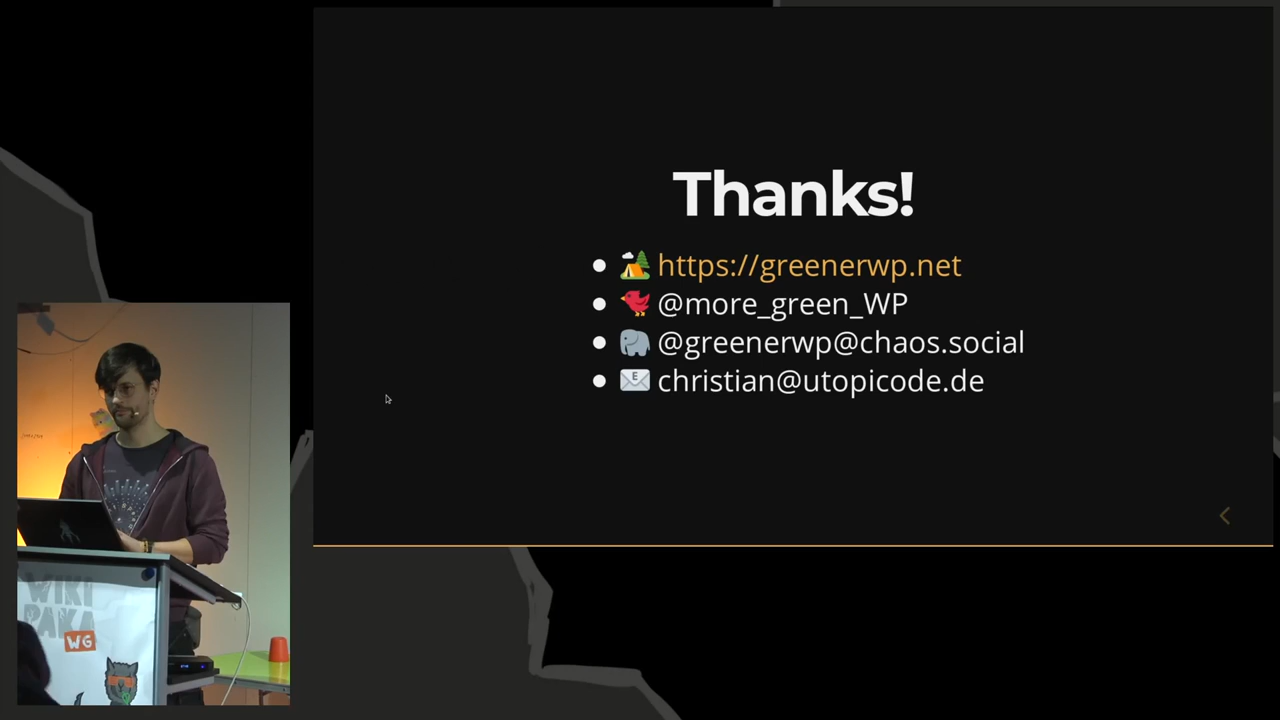 Thanks!
https://greenerwp.net
@more_green_WP
@greenerwp@chaos.social
christian@utopicode.de
WIKI
PAKA
WG